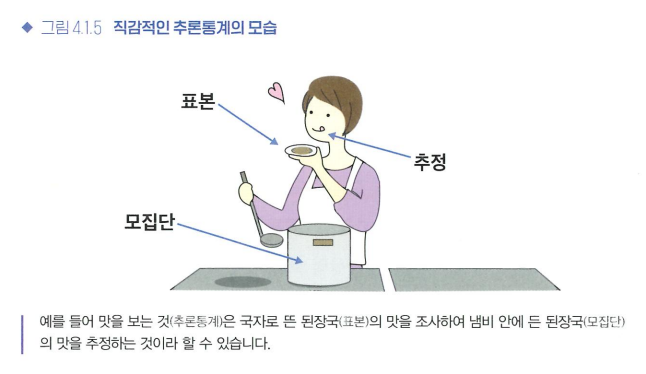 ◆ 그림 4.1.5 직감적인 추론통계의 모습
표본
추정
모집단
예를 들어 맛을 보는 것(추론통계)은 국자로 뜬 된장국(표본)의 맛을 조사하여 냄비 안에 든 된장국(모집단)
의 맛을 추정하는 것이라 할 수 있습니다.